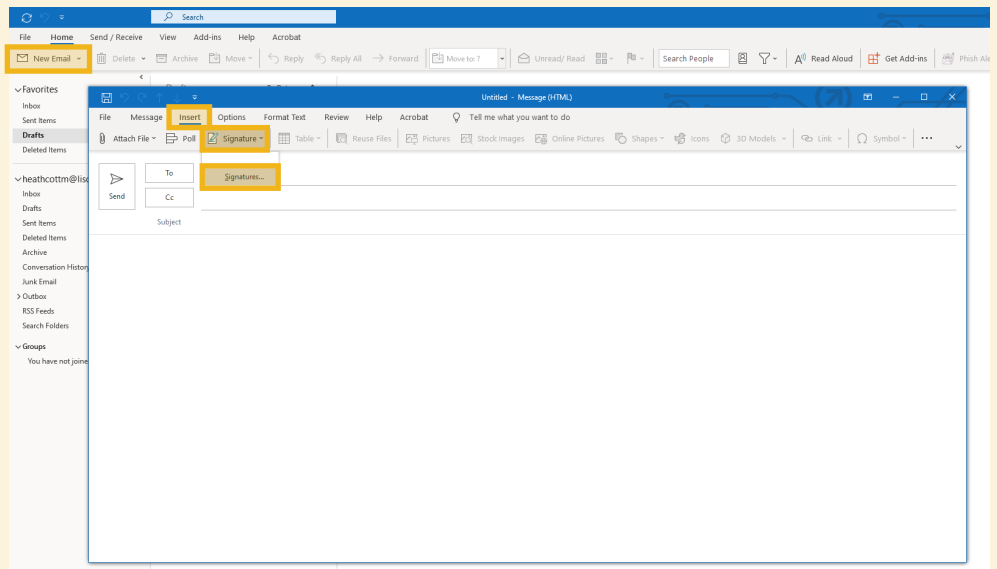 Search
File Home Send / Receive View Add-ins Help Acrobat
New Email Delete Archive Move Reply Reply All Forward Move to: ? Unread/ Read Search People Read Aloud Get Add-ins Phish
Favorites
Inbox
Sent Items
Drafts
Deleted Items
Inbox
Drafts
Sent Items
Deleted Items
Archive
Conversation History
Junk Email
Outbox
RSS Feeds
Search Folders
Groups
You have not joine
Untitled - Message (HTML)
File Message Insert Options Format Text Review Help Acrobat Tell me what you want to do
Attach File Poll Signature Table Reuse Files Pictures Stock Images Online Pictures Shapes Icons 3D Models Link Symbol ...
Signatures...
Send
To
Cc
Subject